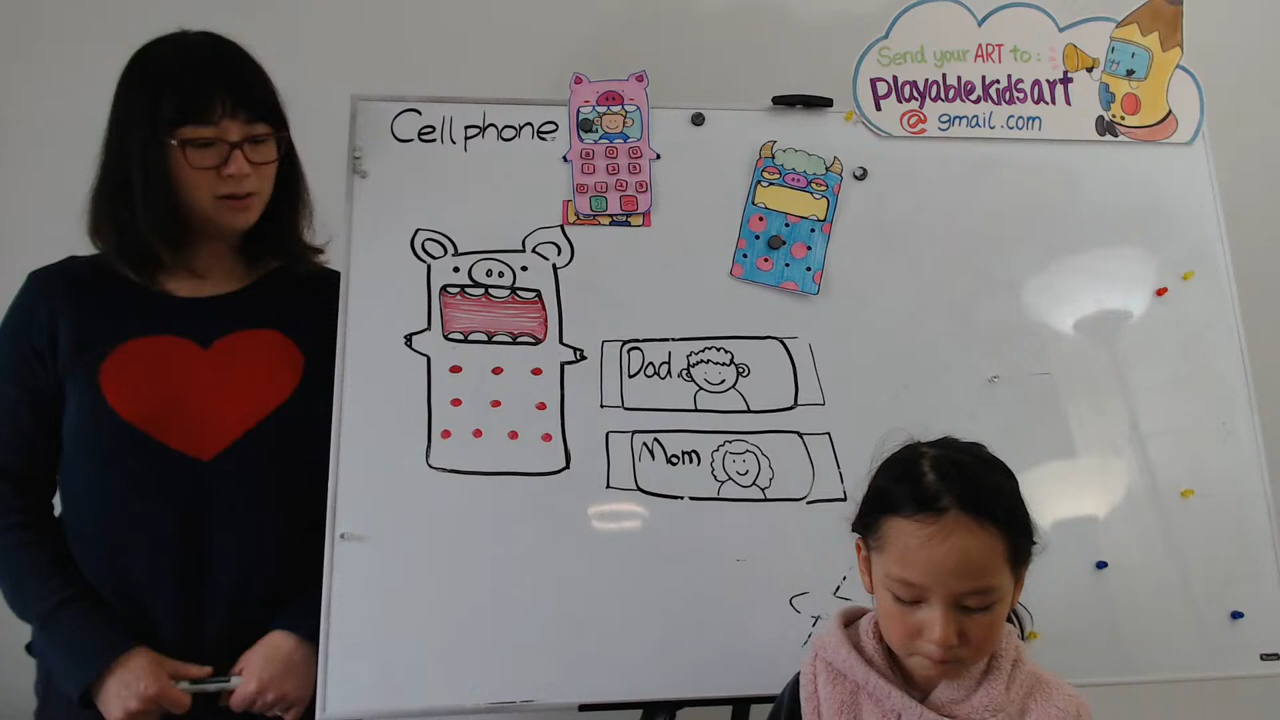 Send your ART to:
Playablekidsart
@ gmail.com
Cellphone
Dad
Mom